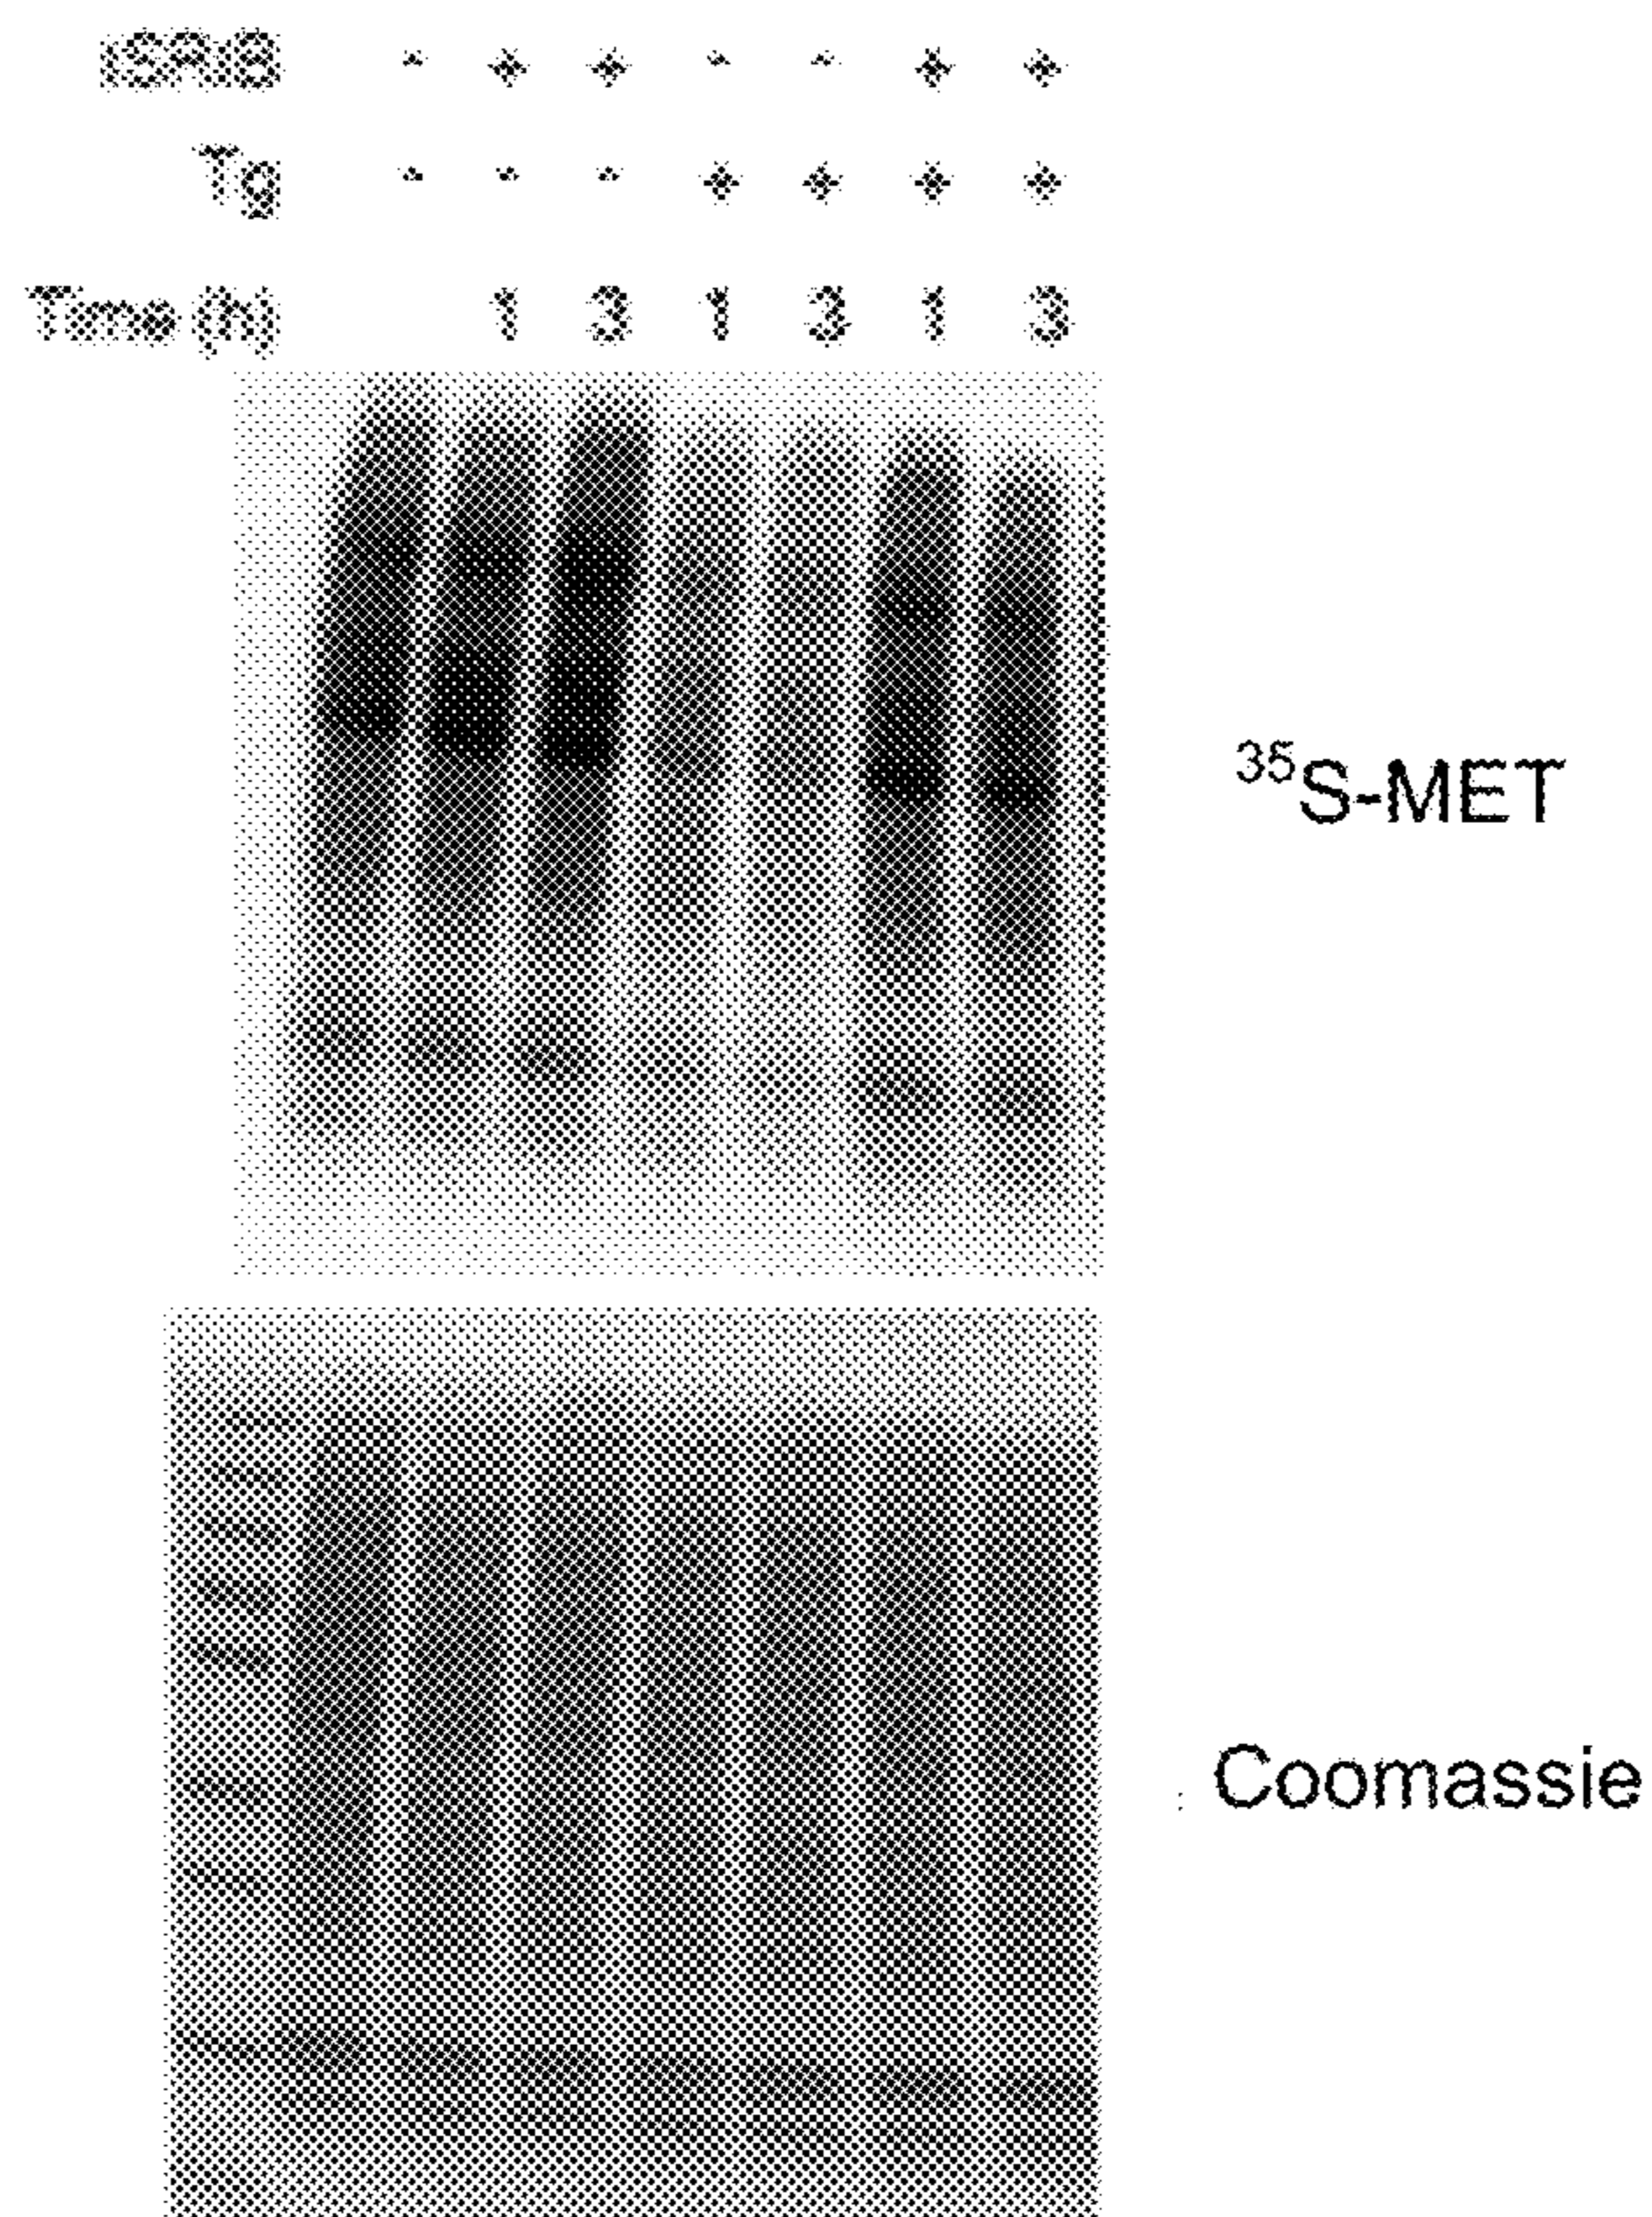 ISRIB - + + - - + +
Tg - - - + + + +
Time (h) 1 3 1 3 1 3
35S-MET
Coomassie